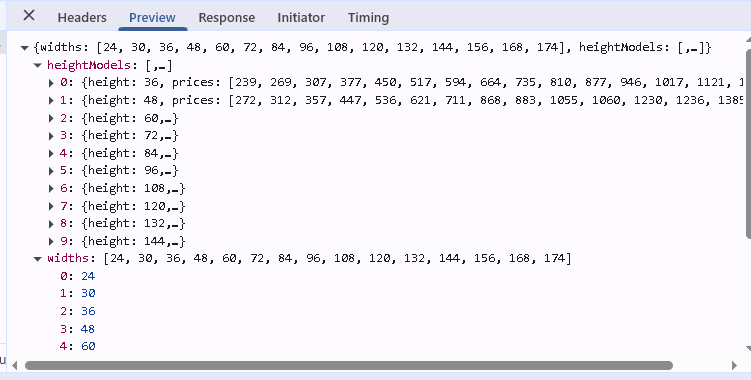 Headers Preview Response Initiator Timing
{widths: [24, 30, 36, 48, 60, 72, 84, 96, 108, 120, 132, 144, 156, 168, 174], heightModels: [,…]}
heightModels: [,…]
0: {height: 36, prices: [239, 269, 307, 377, 450, 517, 594, 664, 735, 810, 877, 946, 1017, 1121, 1
1: {height: 48, prices: [272, 312, 357, 447, 536, 621, 711, 868, 883, 1055, 1060, 1230, 1236, 1385
2: {height: 60,…}
3: {height: 72,…}
4: {height: 84,…}
5: {height: 96,…}
6: {height: 108,…}
7: {height: 120,…}
8: {height: 132,…}
9: {height: 144,…}
widths: [24, 30, 36, 48, 60, 72, 84, 96, 108, 120, 132, 144, 156, 168, 174]
0: 24
1: 30
2: 36
3: 48
4: 60